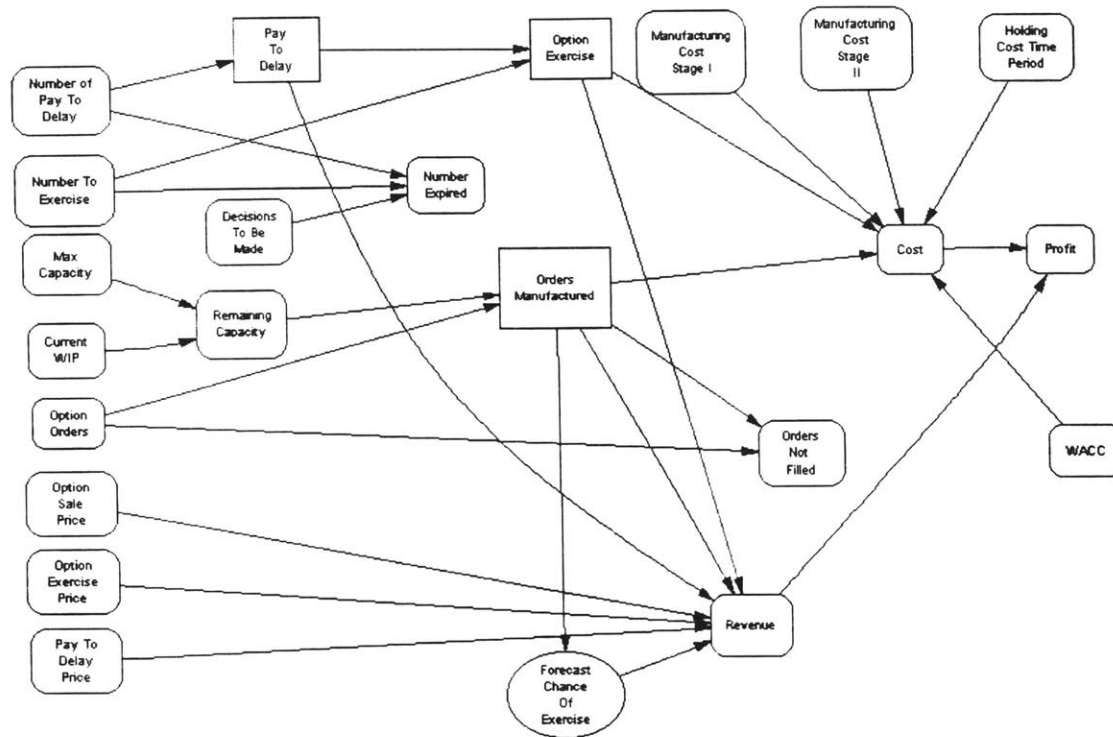 Pay
To
Delay
Option
Exercise
Manufacturing
Cost
Stage I
Manufacturing
Cost
Stage
II
Holding
Cost Time
Period
Number of
Pay To
Delay
Number To
Exercise
Number
Expired
Decisions
To Be
Made
Max
Capacity
Remaining
Capacity
Current
WIP
Orders
Manufactured
Cost
Profit
Option
Orders
Orders
Not
Filled
WACC
Option
Sale
Price
Option
Exercise
Price
Pay To
Delay
Price
Revenue
Forecast
Chance
Of
Exercise